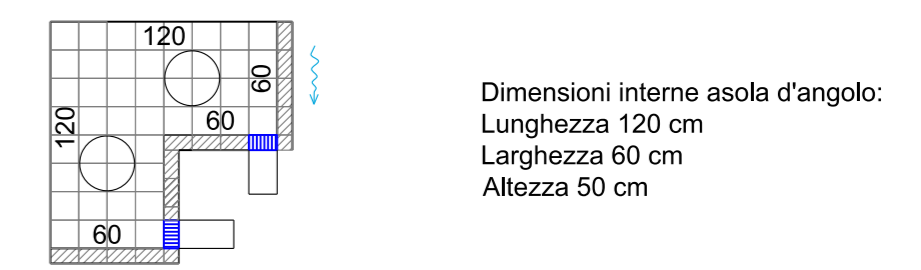 120
60
60
120
60
Dimensioni interne asola d'angolo:
Lunghezza 120 cm
Larghezza 60 cm
Altezza 50 cm